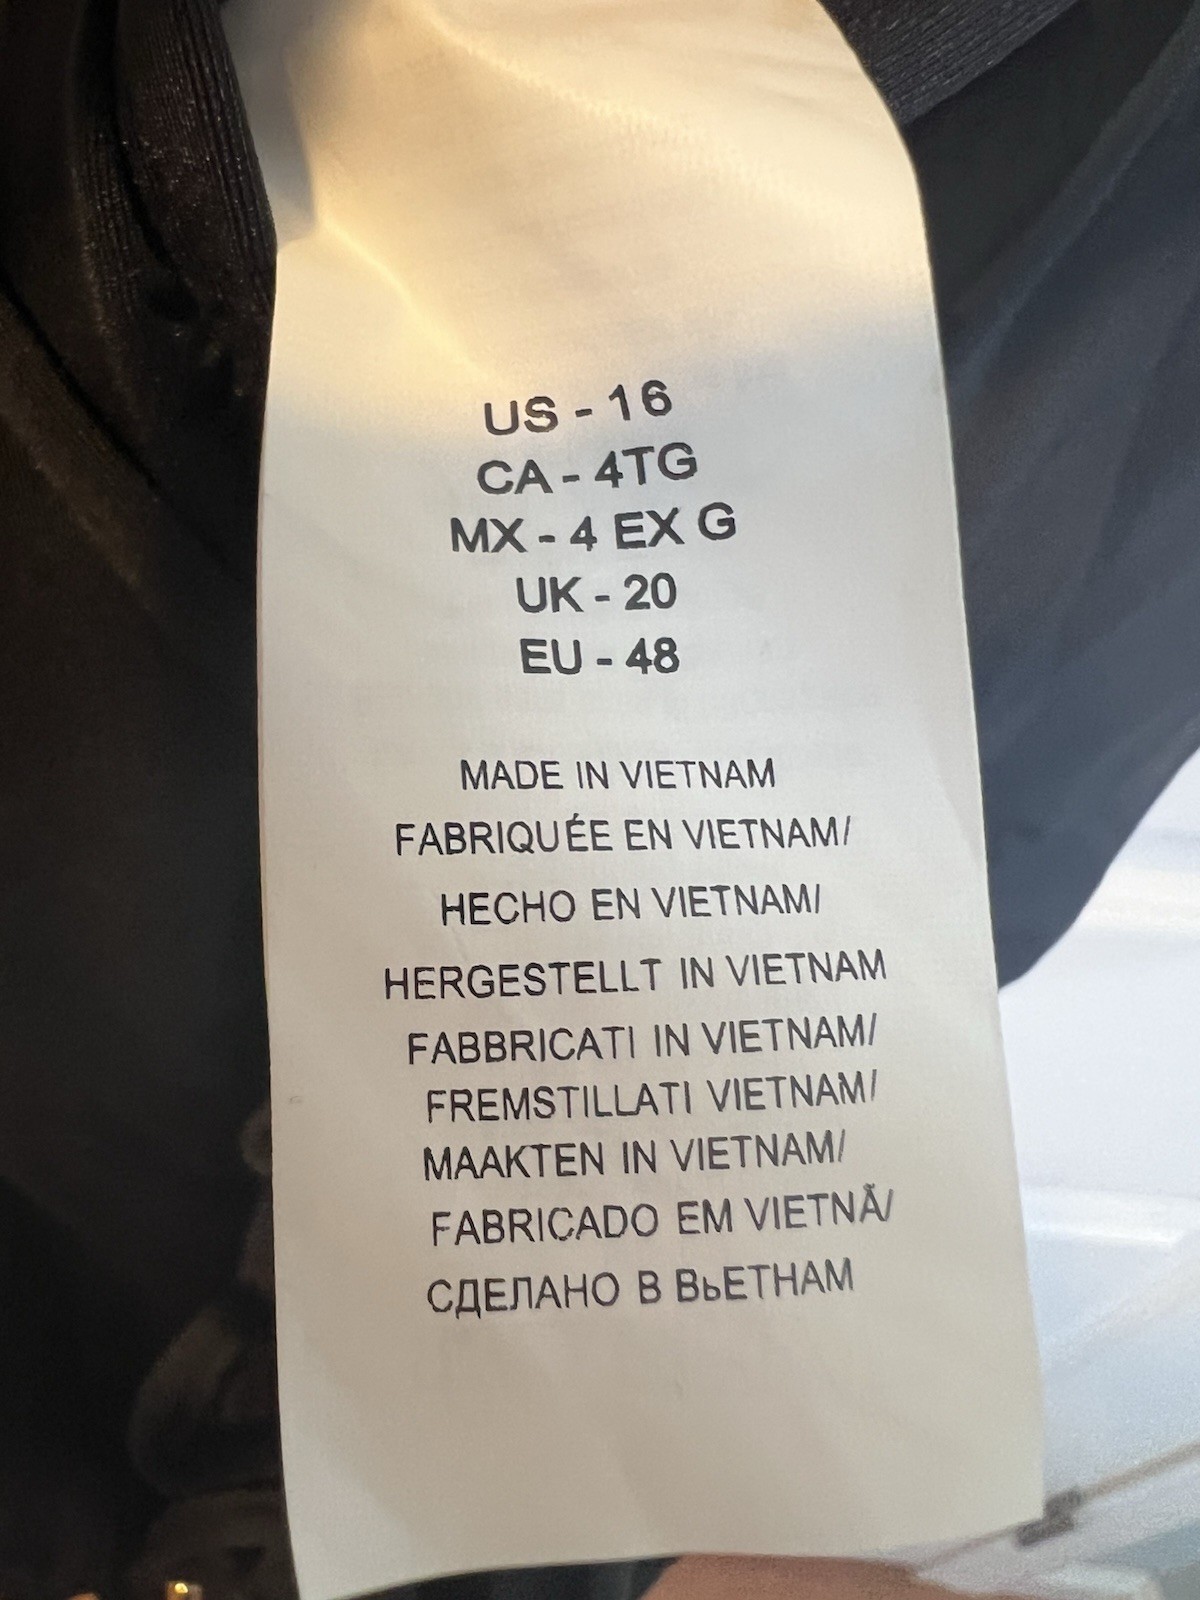 US - 16
CA - 4TG
MX - 4 EX G
UK - 20
EU - 48
MADE IN VIETNAM
FABRIQUÉE EN VIETNAM/
HECHO EN VIETNAM/
HERGESTELLT IN VIETNAM
FABBRICATI IN VIETNAM/
FREMSTILLATI VIETNAM/
MAAKTEN IN VIETNAM/
FABRICADO EM VIETNÃ/
СДЕЛАНО В ВьЕТНАМ